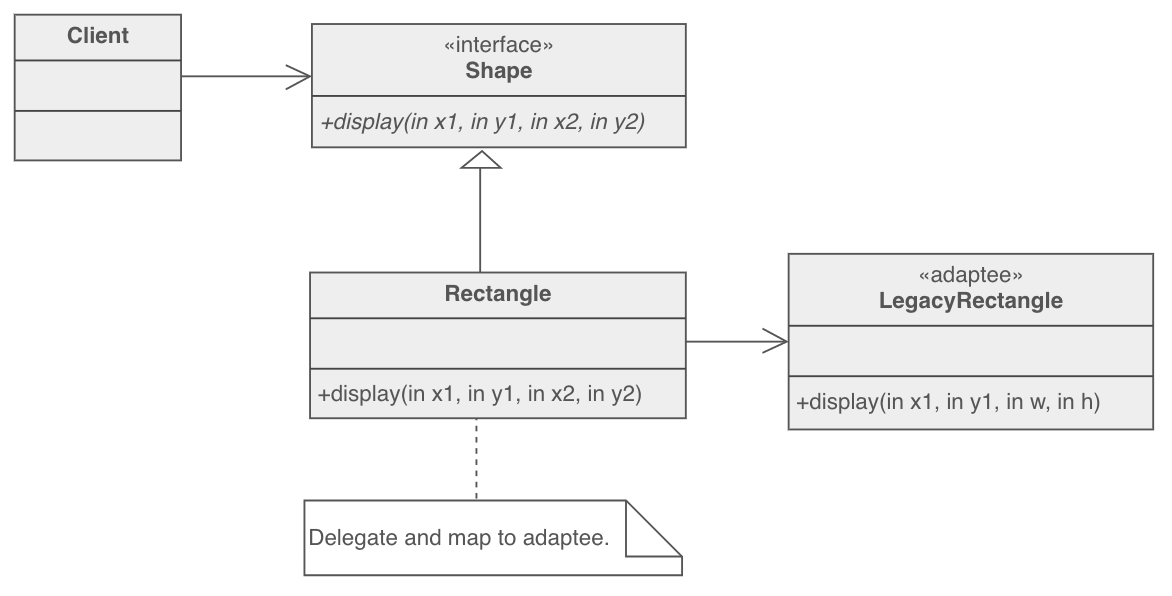 Client
«interface»
Shape
+display(in x1, in y1, in x2, in y2)
Rectangle
+display(in x1, in y1, in x2, in y2)
«adaptee»
LegacyRectangle
+display(in x1, in y1, in w, in h)
Delegate and map to adaptee.